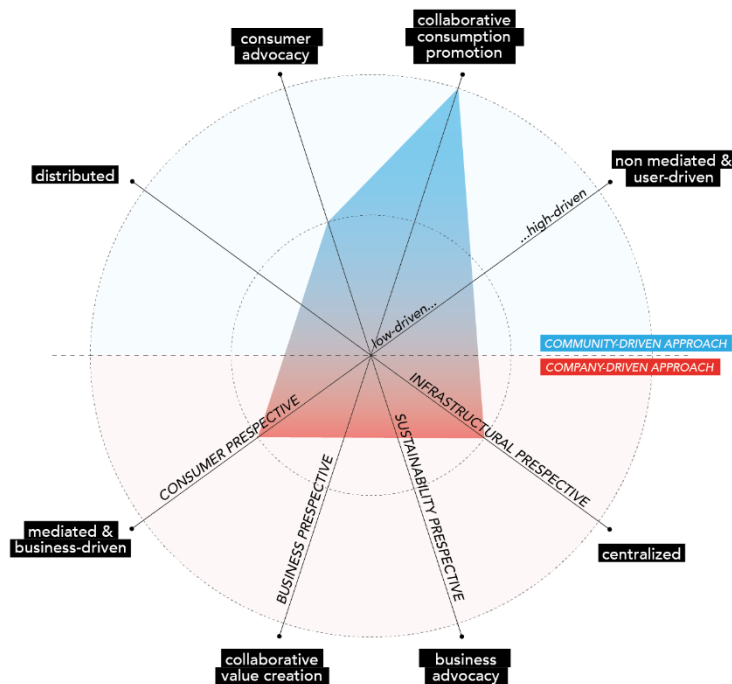 collaborative
consumption
promotion
consumer
advocacy
distributed
non mediated &
user-driven
...high-driven
low-driven...
COMMUNITY-DRIVEN APPROACH
COMPANY-DRIVEN APPROACH
CONSUMER PRESPECTIVE
BUSINESS PRESPECTIVE
SUSTAINABILITY PRESPECTIVE
INFRASTRUCTURAL PRESPECTIVE
mediated &
business-driven
centralized
collaborative
value creation
business
advocacy